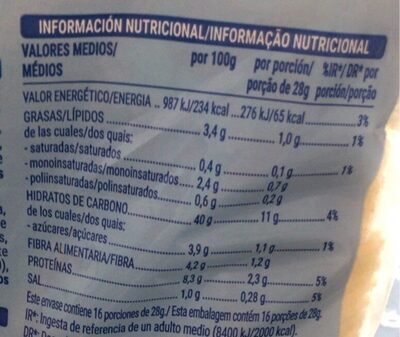 INFORMACIÓN NUTRICIONAL/INFORMAÇÃO NUTRICIONAL
VALORES MEDIOS/ por 100g por porción/ %IR*/ DR* por
MÉDIOS porção de 28g porción/porção
VALOR ENERGÉTICO/ENERGIA .. 987 kJ/234 kcal ...276 kJ/65 kcal 3%
GRASAS/LÍPIDOS 3,4 g 1,0 g 1%
de las cuales/dos quais:
- saturadas/saturados 0,4 g 0,1 g 1%
- monoinsaturadas/monoinsaturados 2,4 g 0,7 g
- poliinsaturadas/polinsaturados 0,6 g 0,2 g
HIDRATOS DE CARBONO 40 g 11 g 4%
de los cuales/dos quais:
- azúcares/açúcares 3,9 g 1,1 g 1%
FIBRA ALIMENTARIA/FIBRA 4,2 g 1,2 g
PROTEÍNAS 8,3 g 2,3 g 5%
SAL 1,0 g 0,28 g 5%
Este envase contiene 16 porciones de 28g./ Esta embalagem contém 16 porções de 28g.
IR*: Ingesta de referencia de un adulto medio (8400 kJ/2000 kcal).
DR*: